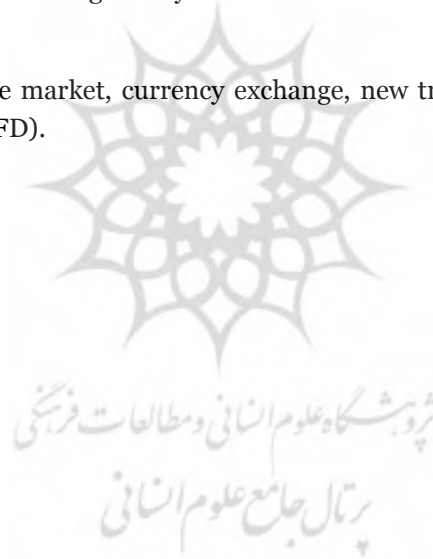 e market, currency exchange, new tr
FD).
پژوهشگاه علوم انسانی و مطالعات فرهنگی
پرتال جامع علوم انسانی